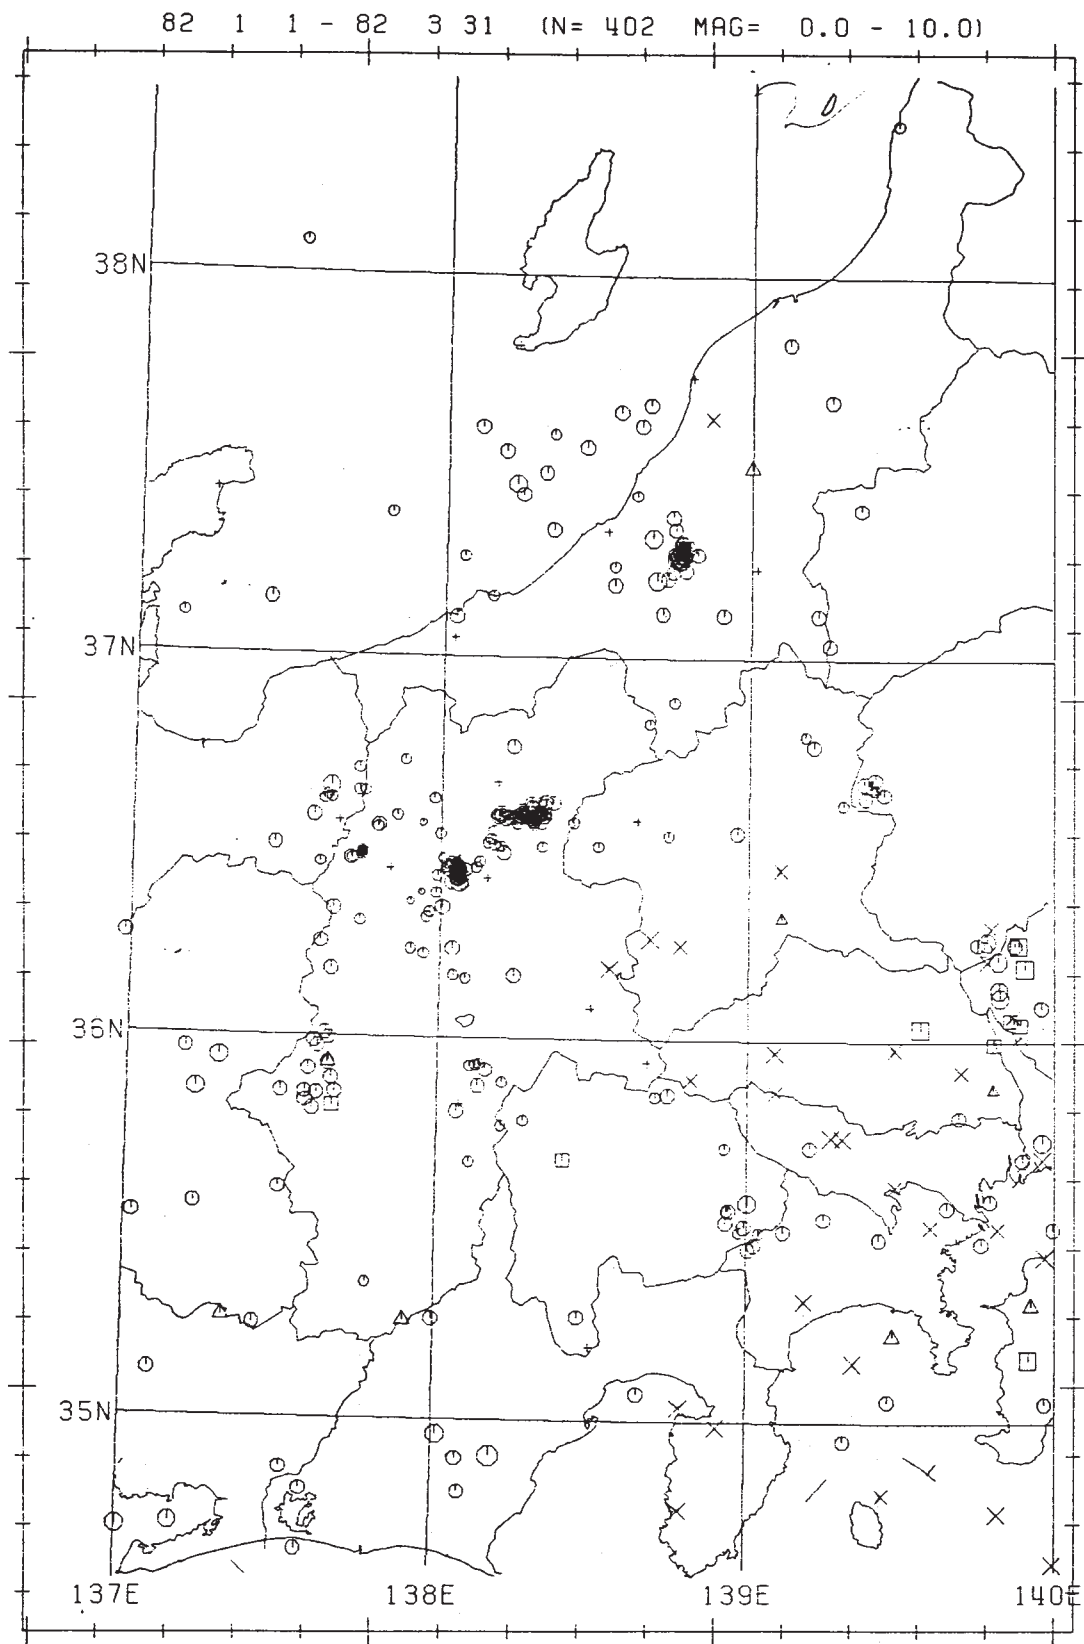 82 1 1 - 82 3 31 (N= 402 MAG= 0.0 - 10.0)
38N
37N
36N
35N
137E 138E 139E 140E